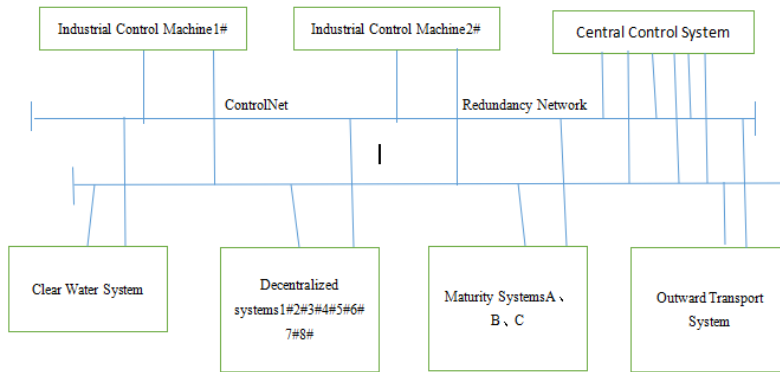 Industrial Control Machine1#
Industrial Control Machine2#
Central Control System
ControlNet
Redundancy Network
Clear Water System
Decentralized
systems1#2#3#4#5#6#
7#8#
Maturity SystemsA、
B、C
Outward Transport
System